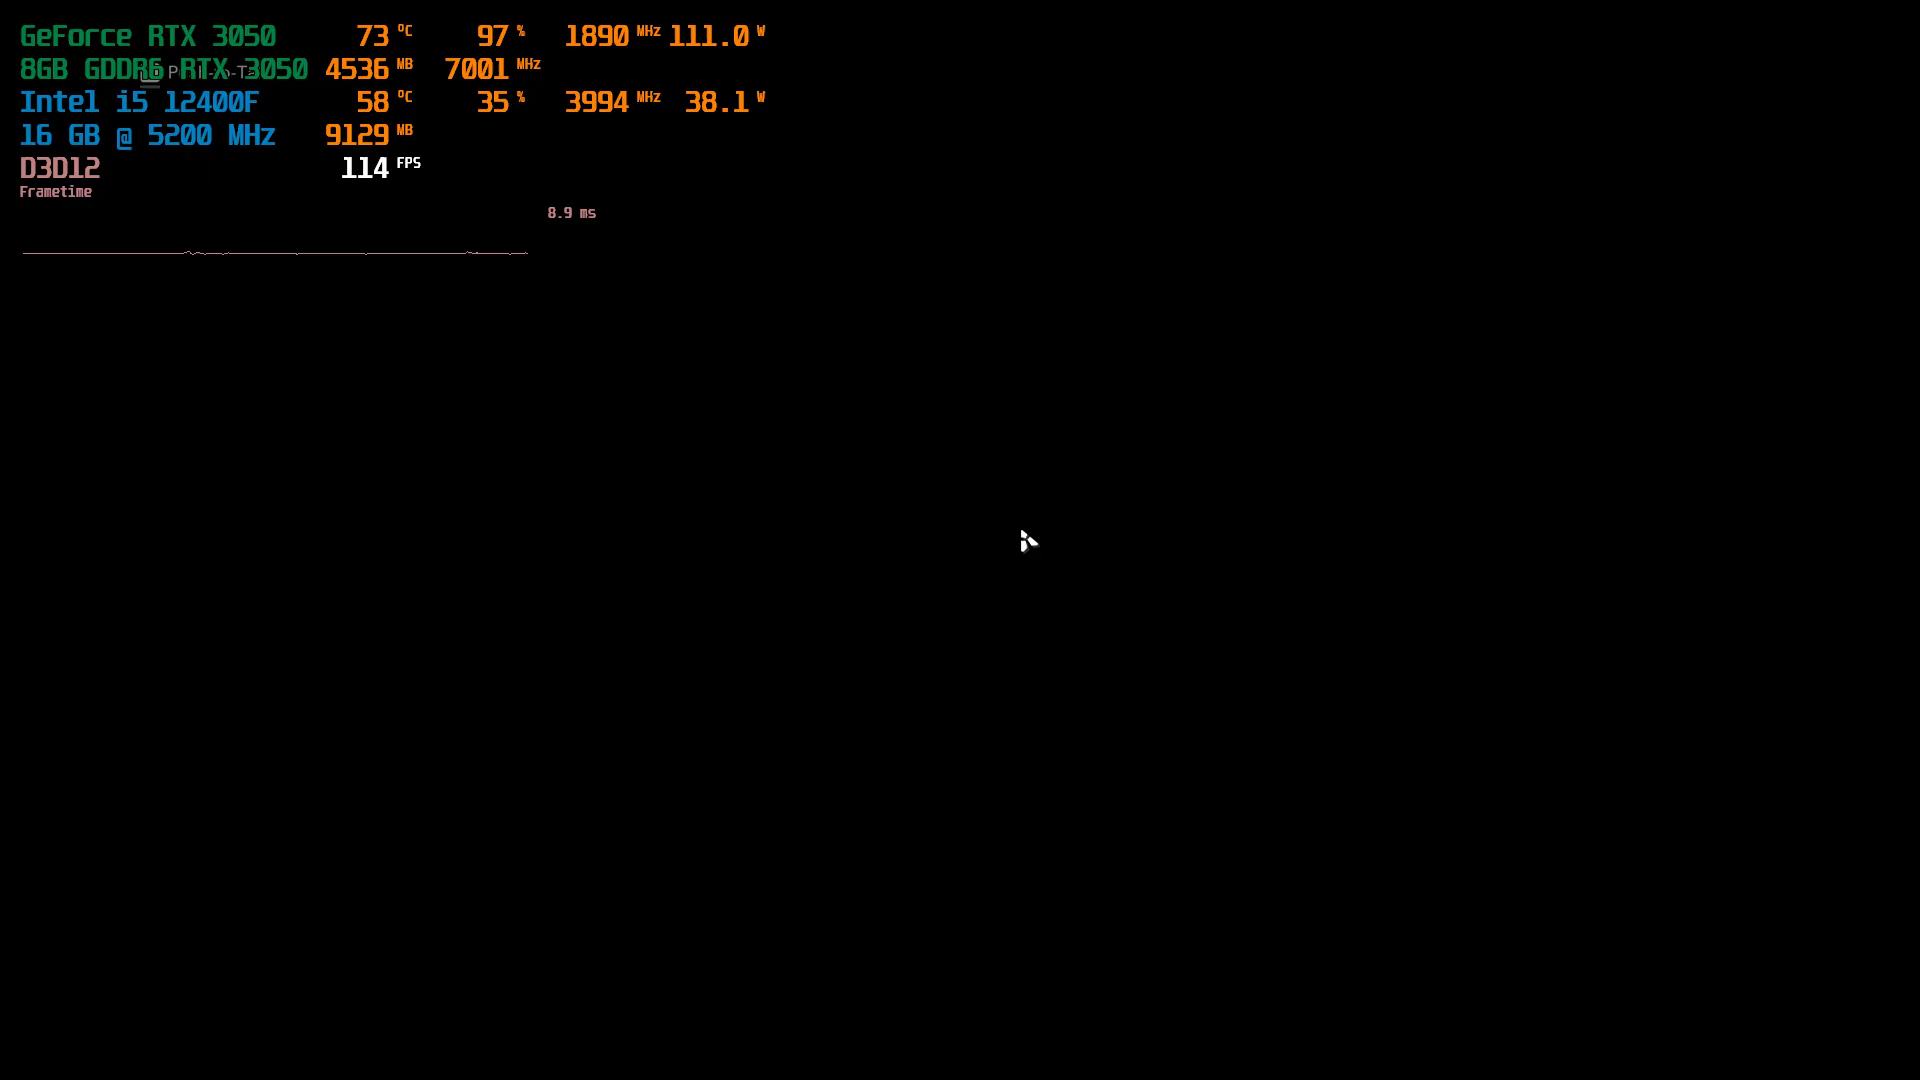 GeForce RTX 3050 73 °C 97 % 1890 MHz 111.0 W
8GB GDDR6 RTX 3050 4536 MB 7001 MHz
Intel i5 12400F 58 °C 35 % 3994 MHz 38.1 W
16 GB @ 5200 MHz 9129 MB
D3D12 114 FPS
Frametime
8.9 ms